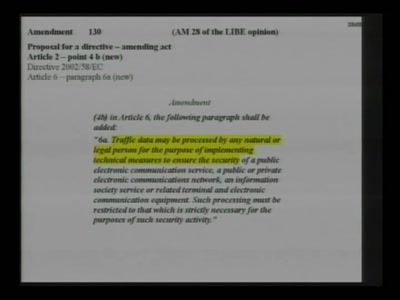 Amendment 130 (AM 28 of the LIBE opinion)
Proposal for a directive – amending act
Article 2 – point 4 b (new)
Directive 2002/58/EC
Article 6 – paragraph 6a (new)
Amendment
(4b) in Article 6, the following paragraph shall be
added:
"6a. Traffic data may be processed by any natural or
legal person for the purpose of implementing
technical measures to ensure the security of a public
electronic communication service, a public or private
electronic communications network, an information
society service or related terminal and electronic
communication equipment. Such processing must be
restricted to that which is strictly necessary for the
purposes of such security activity."